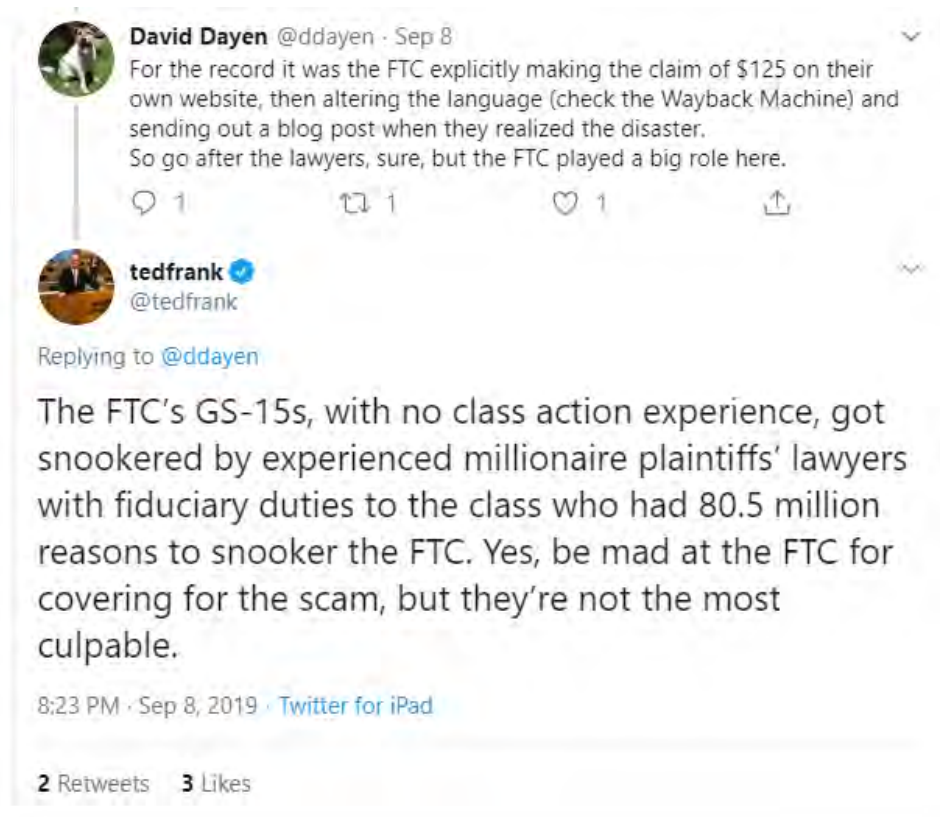 David Dayen @ddayen · Sep 8
For the record it was the FTC explicitly making the claim of $125 on their
own website, then altering the language (check the Wayback Machine) and
sending out a blog post when they realized the disaster.
So go after the lawyers, sure, but the FTC played a big role here.
1 1 1
tedfrank
@tedfrank
Replying to @ddayen
The FTC's GS-15s, with no class action experience, got
snookered by experienced millionaire plaintiffs' lawyers
with fiduciary duties to the class who had 80.5 million
reasons to snooker the FTC. Yes, be mad at the FTC for
covering for the scam, but they're not the most
culpable.
8:23 PM · Sep 8, 2019 · Twitter for iPad
2 Retweets 3 Likes